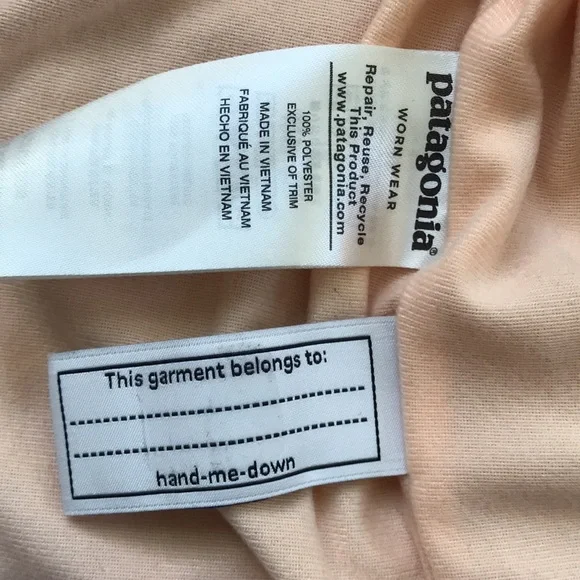 patagonia®
WORN WEAR
Repair, Reuse, Recycle
This Product
www.patagonia.com
100% POLYESTER
EXCLUSIVE OF TRIM
MADE IN VIETNAM
FABRIQUÉ AU VIETNAM
HECHO EN VIETNAM
This garment belongs to:
hand-me-down